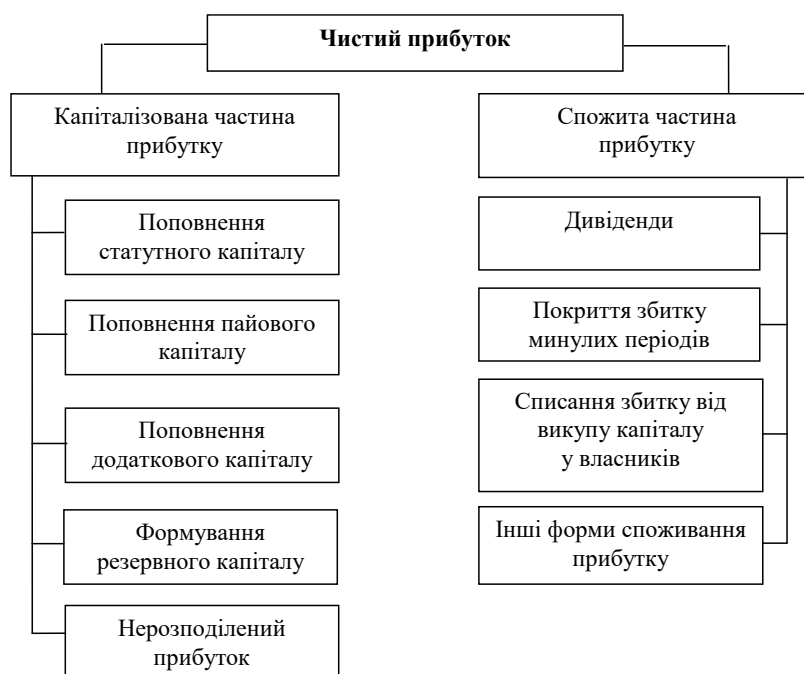 Чистий прибуток
Капіталізована частина
прибутку
Поповнення
статутного капіталу
Поповнення пайового
капіталу
Поповнення
додаткового капіталу
Формування
резервного капіталу
Нерозподілений
прибуток
Спожита частина
прибутку
Дивіденди
Покриття збитку
минулих періодів
Списання збитку від
викупу капіталу
у власників
Інші форми споживання
прибутку